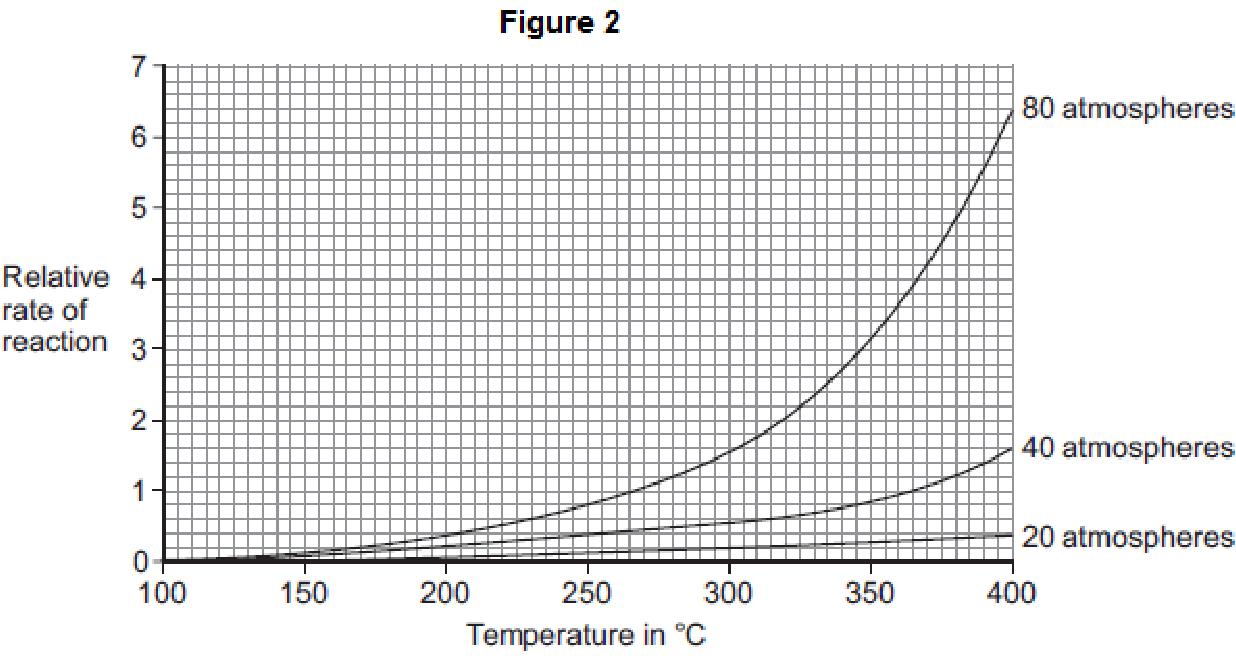 Figure 2
7
6
5
4
3
2
1
0
Relative
rate of
reaction
80 atmospheres
40 atmospheres
20 atmospheres
100 150 200 250 300 350 400
Temperature in °C